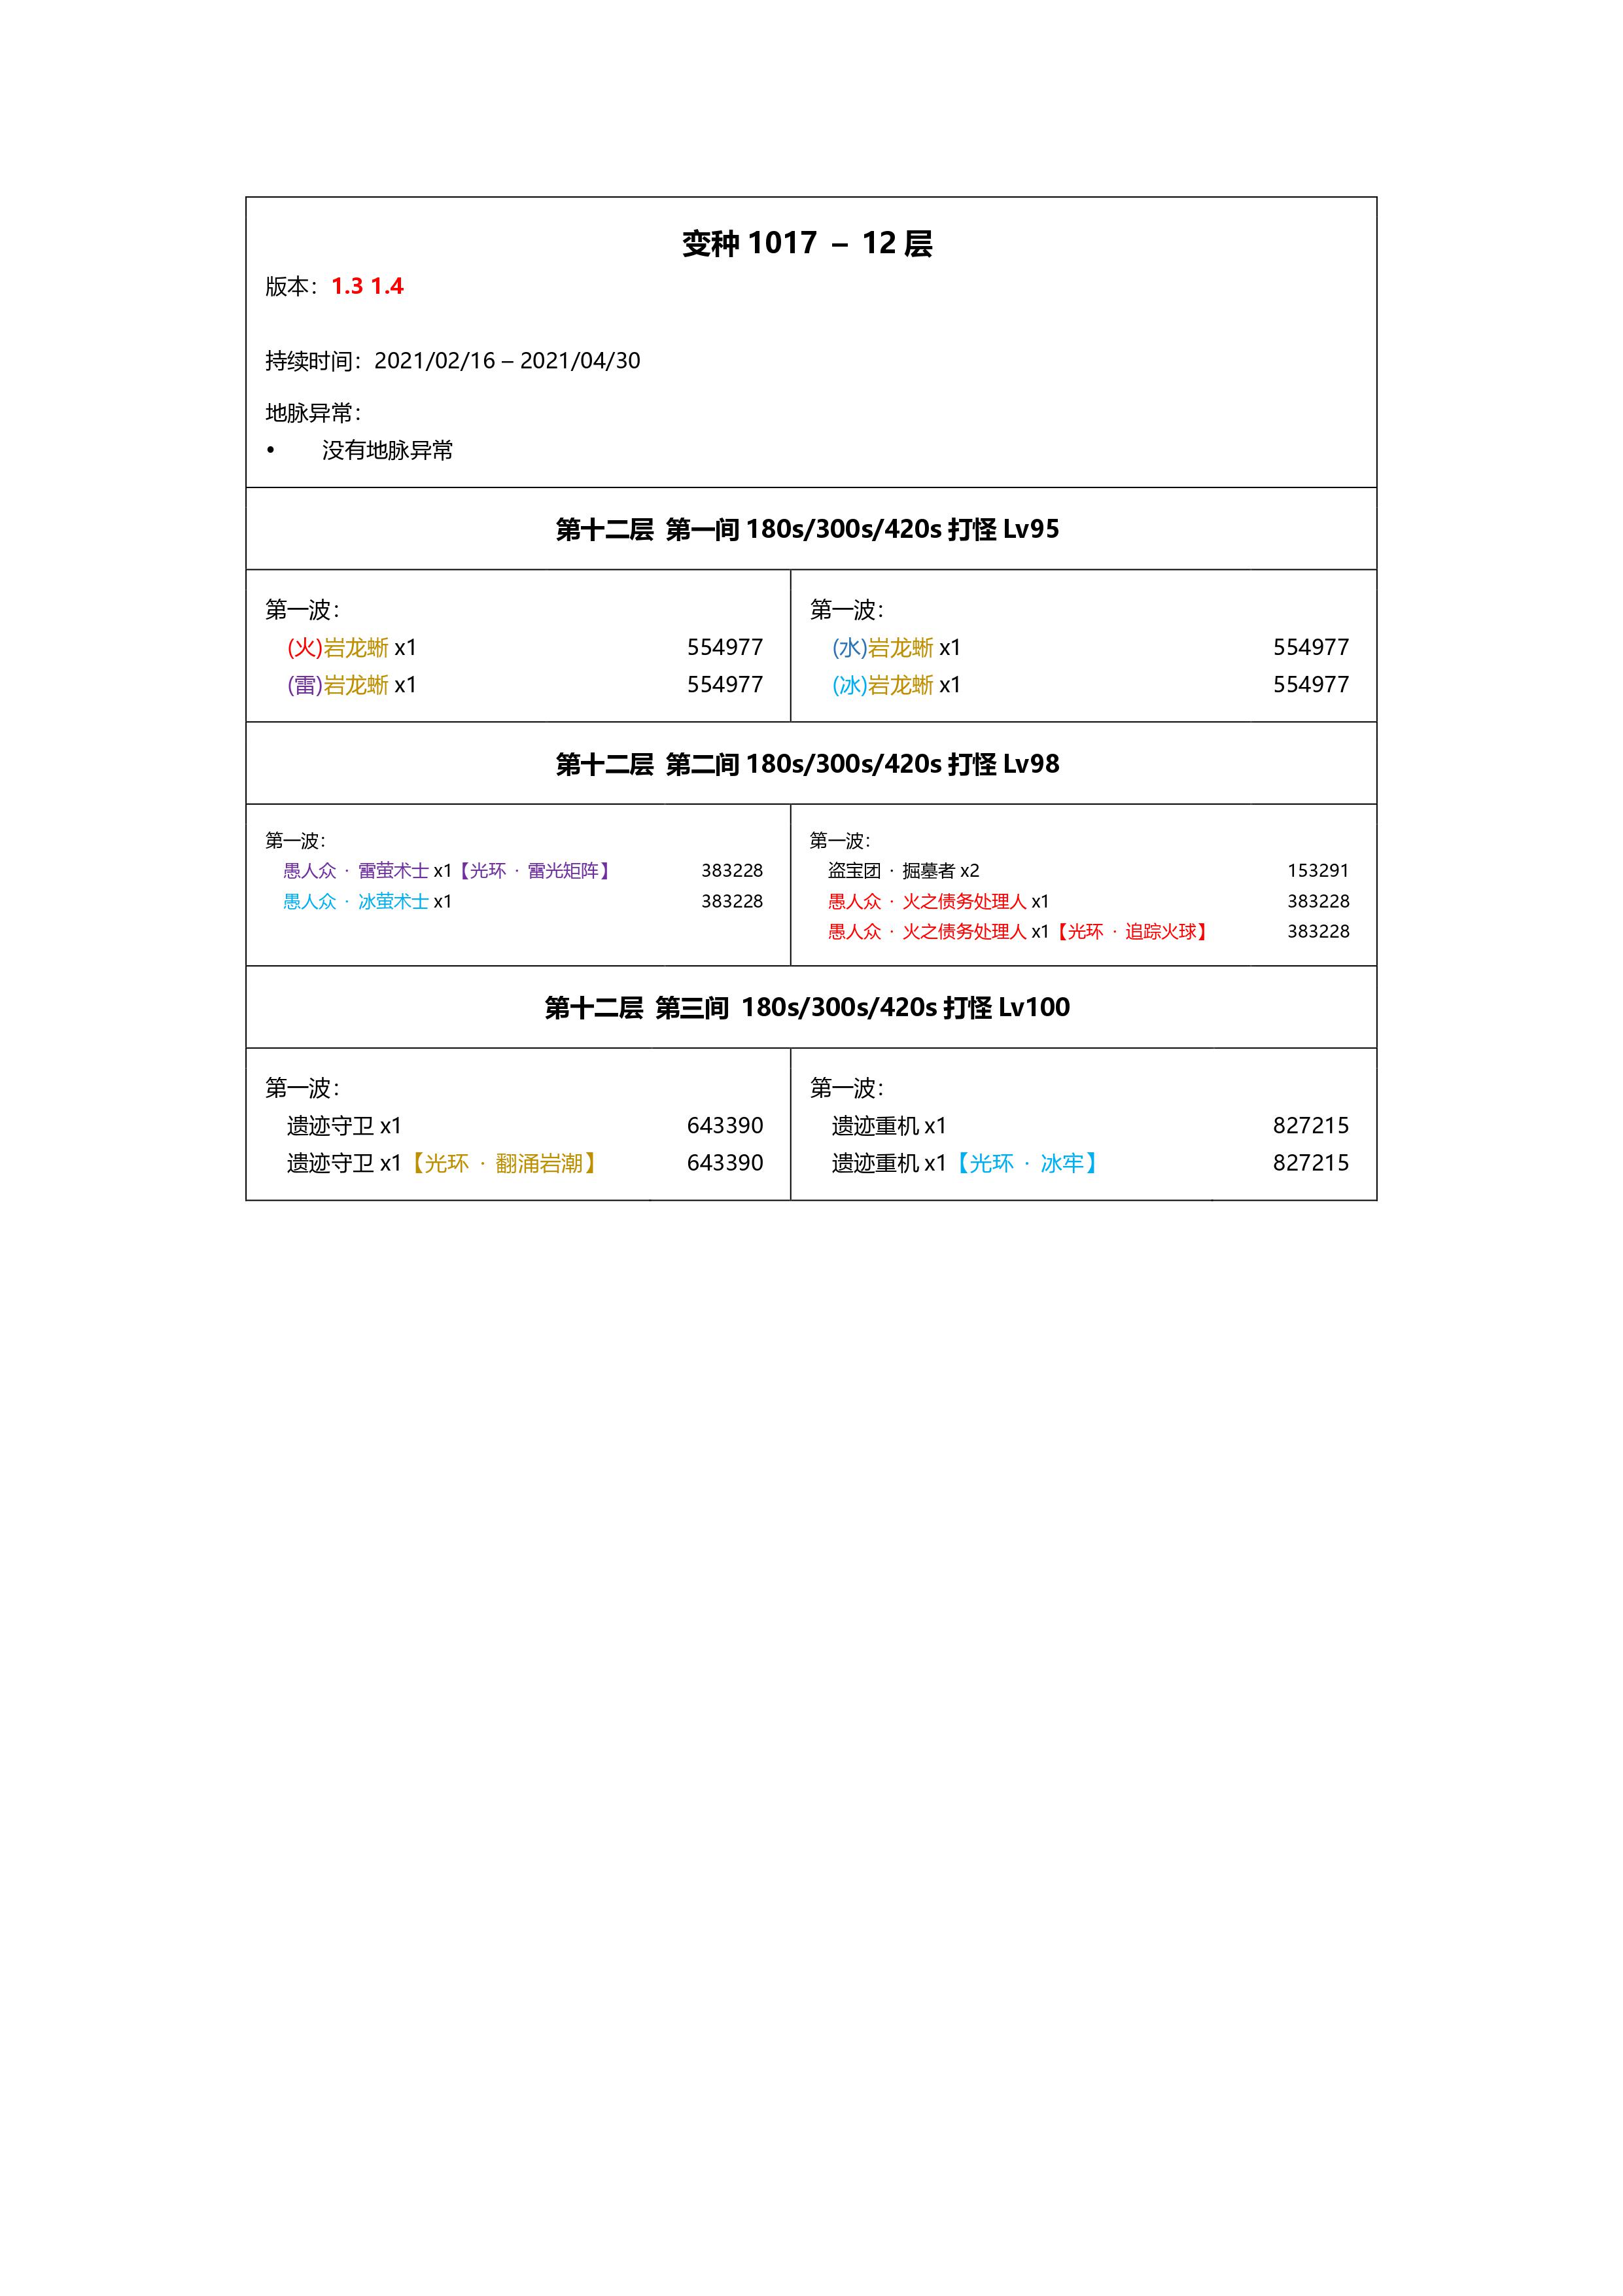 变种 1017 – 12 层
版本：1.3 1.4
持续时间：2021/02/16 – 2021/04/30
地脉异常：
• 没有地脉异常
第十二层 第一间 180s/300s/420s 打怪 Lv95
第一波：
(火)岩龙蜥 x1 554977
(雷)岩龙蜥 x1 554977
第一波：
(水)岩龙蜥 x1 554977
(冰)岩龙蜥 x1 554977
第十二层 第二间 180s/300s/420s 打怪 Lv98
第一波：
愚人众 · 雷萤术士 x1【光环 · 雷光矩阵】 383228
愚人众 · 冰萤术士 x1 383228
第一波：
盗宝团 · 掘墓者 x2 153291
愚人众 · 火之债务处理人 x1 383228
愚人众 · 火之债务处理人 x1【光环 · 追踪火球】 383228
第十二层 第三间 180s/300s/420s 打怪 Lv100
第一波：
遗迹守卫 x1 643390
遗迹守卫 x1【光环 · 翻涌岩潮】 643390
第一波：
遗迹重机 x1 827215
遗迹重机 x1【光环 · 冰牢】 827215